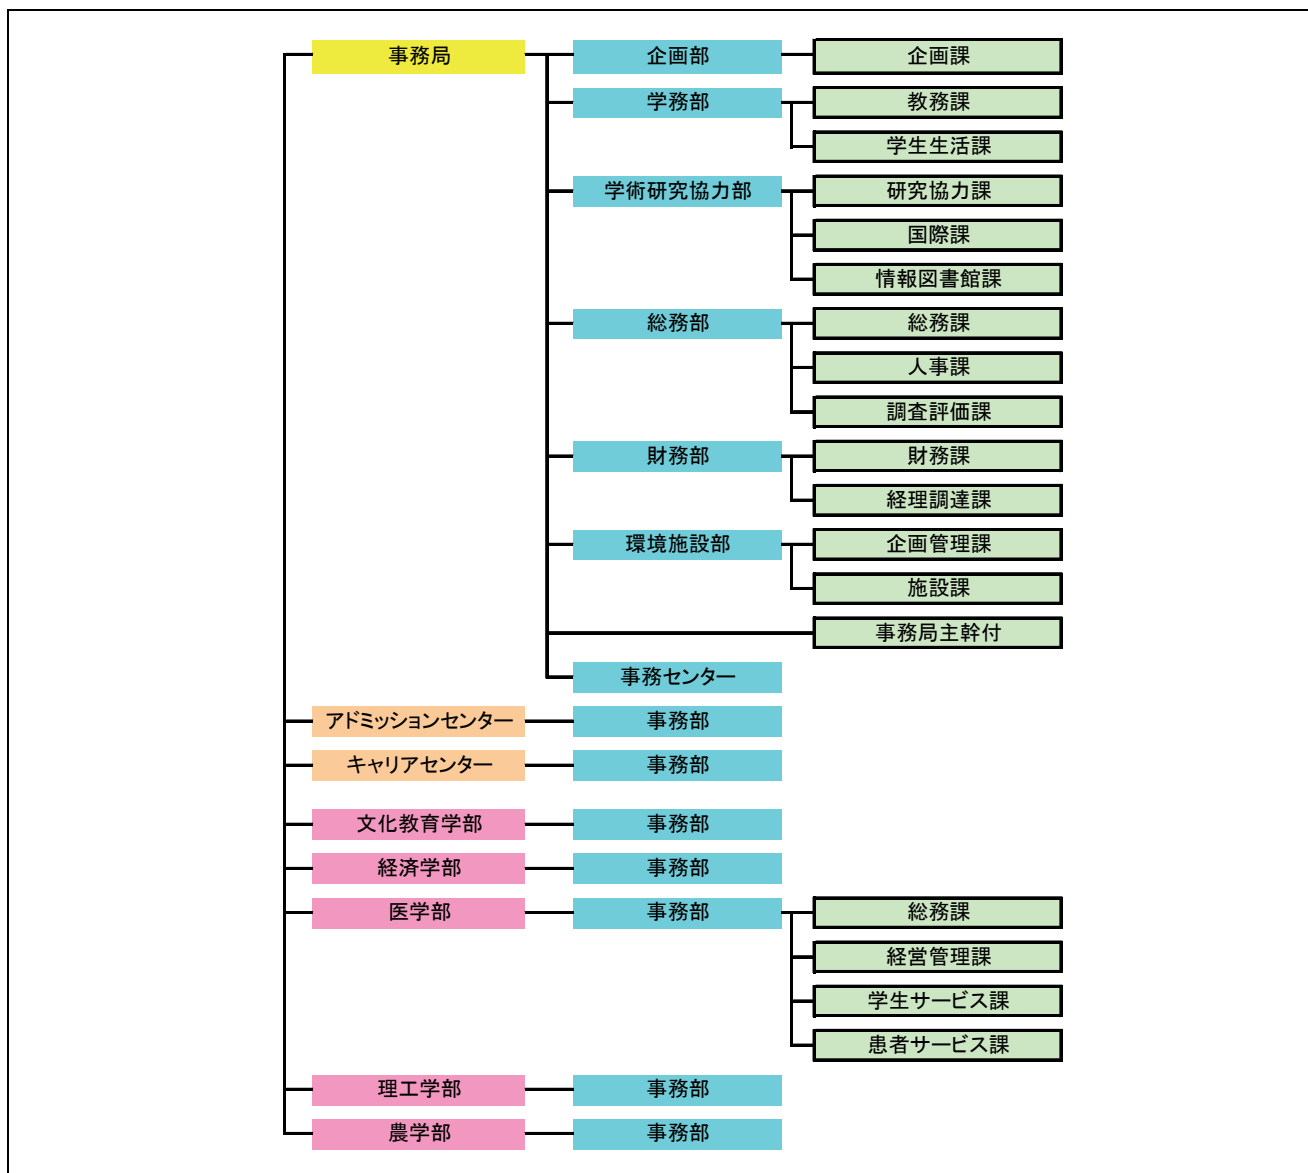 事務局
企画部
企画課
学務部
教務課
学生生活課
学術研究協力部
研究協力課
国際課
情報図書館課
総務部
総務課
人事課
調査評価課
財務部
財務課
経理調達課
環境施設部
企画管理課
施設課
事務局主幹付
事務センター
アドミッションセンター
事務部
キャリアセンター
事務部
文化教育学部
事務部
経済学部
事務部
医学部
事務部
総務課
経営管理課
学生サービス課
患者サービス課
理工学部
事務部
農学部
事務部